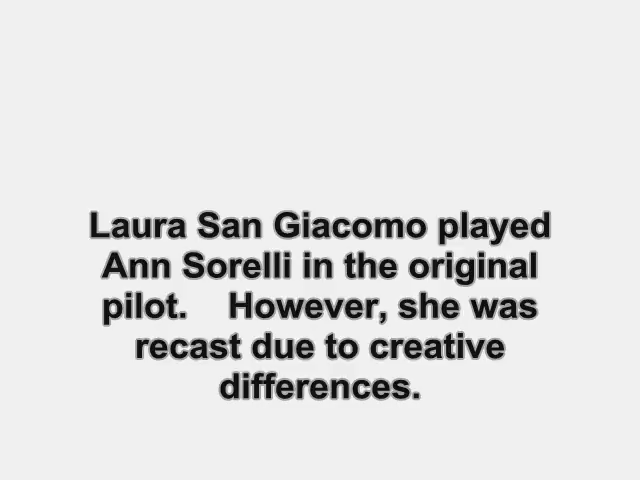 Laura San Giacomo played
Ann Sorelli in the original
pilot.    However, she was
recast due to creative
differences.